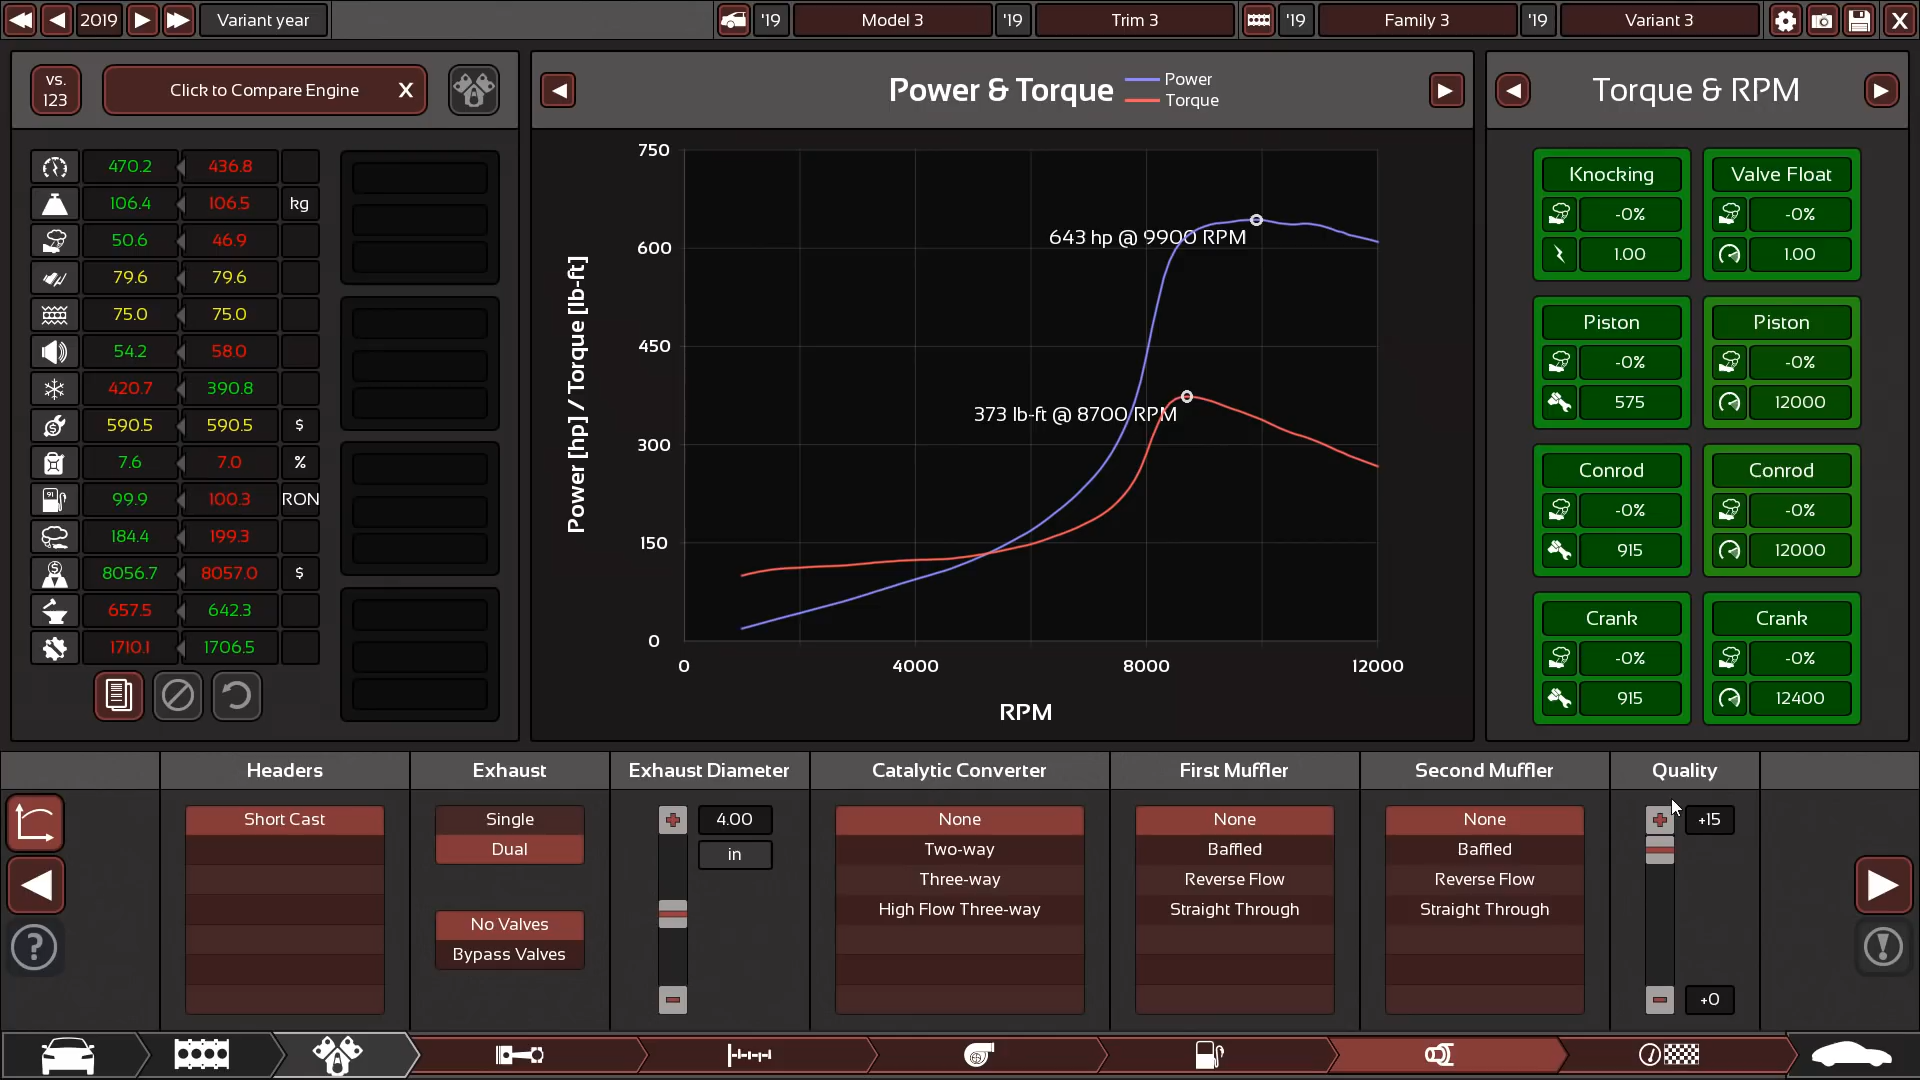 2019
Variant year
'19
Model 3
'19
Trim 3
'19
Family 3
'19
Variant 3
X
vs.
123
Click to Compare Engine
X
470.2 436.8
106.4 106.5 kg
50.6 46.9
79.6 79.6
75.0 75.0
54.2 58.0
420.7 390.8
590.5 590.5 $
7.6 7.0 %
99.9 100.3 RON
184.4 199.3
8056.7 8057.0 $
657.5 642.3
1710.1 1706.5
Power & Torque
Power
Torque
750
600
450
300
150
0
0 4000 8000 12000
RPM
Power [hp] / Torque [lb-ft]
643 hp @ 9900 RPM
373 lb-ft @ 8700 RPM
Torque & RPM
Knocking
-0%
1.00
Valve Float
-0%
1.00
Piston
-0%
575
Piston
-0%
12000
Conrod
-0%
915
Conrod
-0%
12000
Crank
-0%
915
Crank
-0%
12400
Headers
Short Cast
Exhaust
Single
Dual
No Valves
Bypass Valves
Exhaust Diameter
4.00
in
Catalytic Converter
None
Two-way
Three-way
High Flow Three-way
First Muffler
None
Baffled
Reverse Flow
Straight Through
Second Muffler
None
Baffled
Reverse Flow
Straight Through
Quality
+15
+0